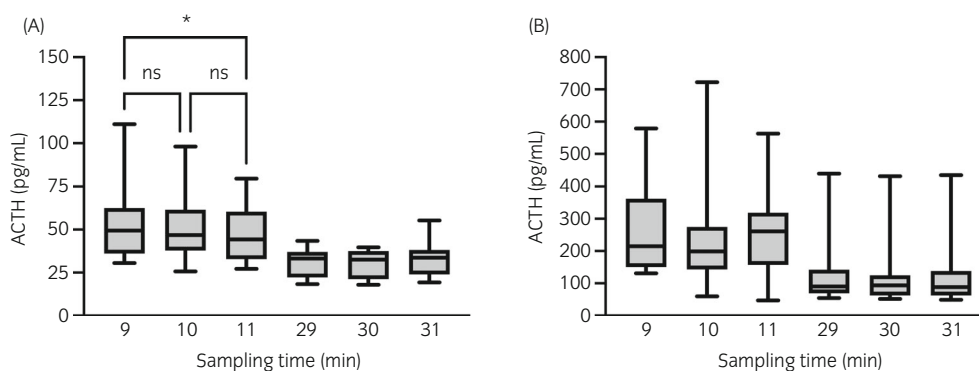 (A)
*
ns
ns
150
125
100
75
50
25
0
ACTH (pg/mL)
9 10 11 29 30 31
Sampling time (min)
(B)
800
700
600
500
400
300
200
100
0
ACTH (pg/mL)
9 10 11 29 30 31
Sampling time (min)